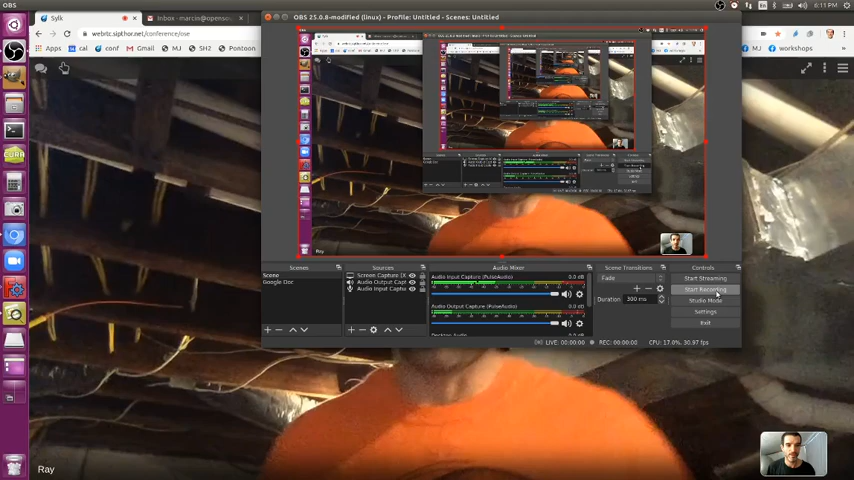 OBS
6:11 PM
Sylk
Inbox - marcin@opensou
OBS 25.0.8-modified (linux) - Profile: Untitled - Scenes: Untitled
webrtc.sipthor.net/conference/ose
Apps
cal
conf
Gmail
MJ
MJ
workshops
Ray
Scenes
Sources
Audio Mixer
Scene Transitions
Controls
Scene
Google Doc
Screen Capture (X
Audio Output Capt
Audio Input Captu
Audio Input Capture (PulseAudio)
0.0 dB
Audio Output Capture (PulseAudio)
0.0 dB
Fade
Duration
300 ms
Start Streaming
Start Recording
Studio Mode
Settings
Exit
LIVE: 00:00:00
REC: 00:00:00
CPU: 17.0%, 30.97 fps
Ray